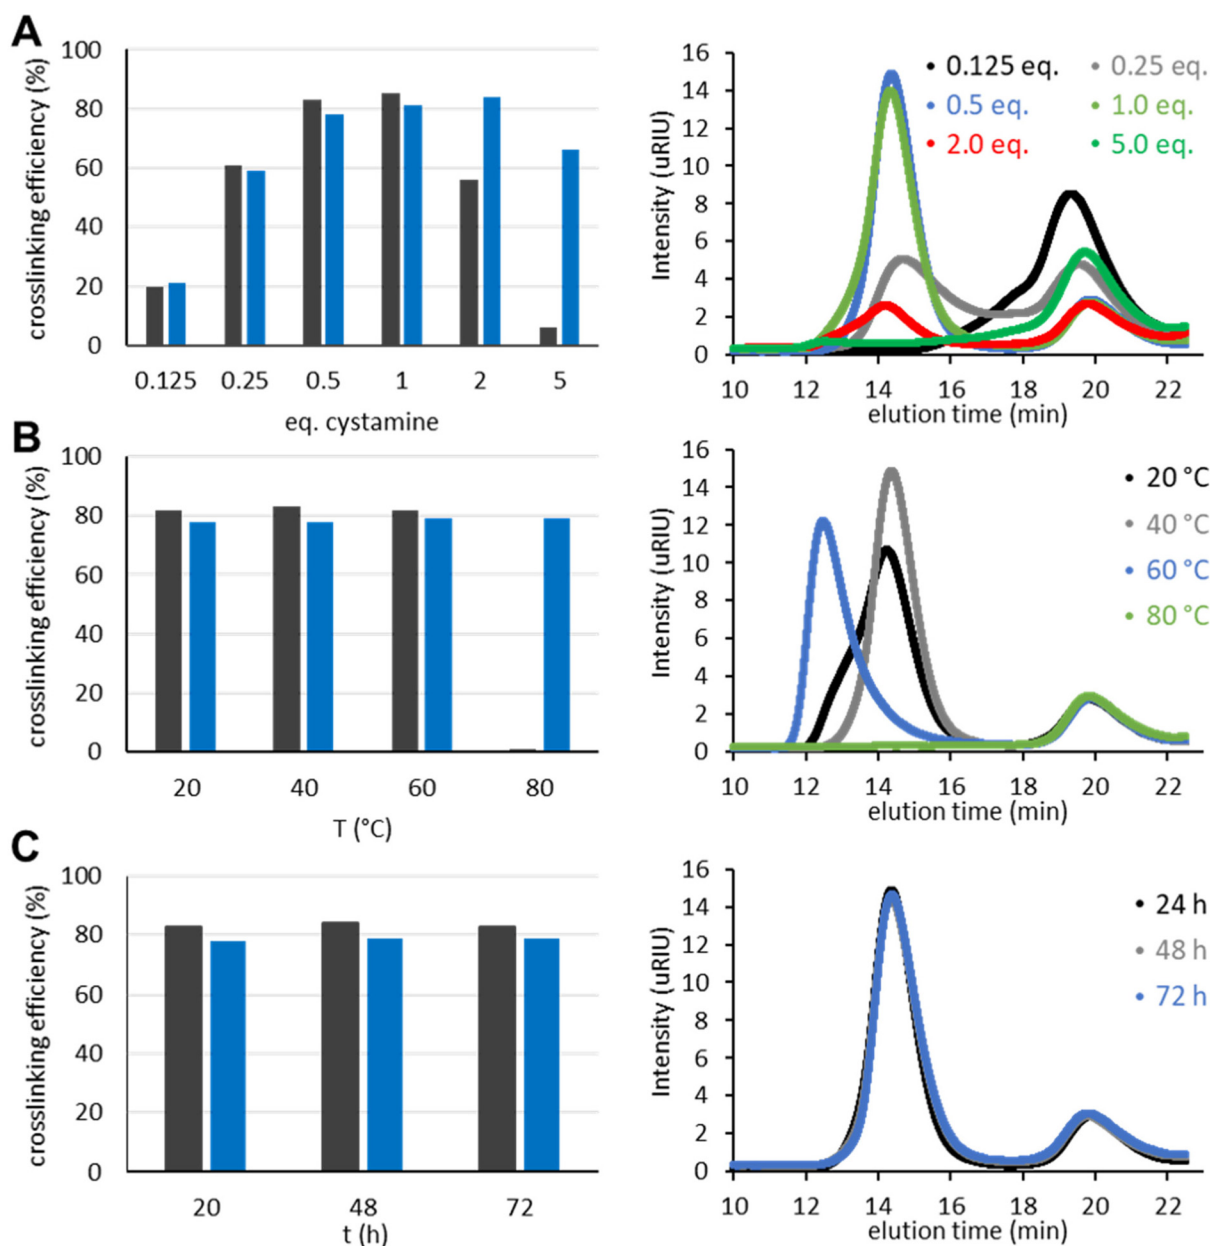 A
crosslinking efficiency (%)
100
80
60
40
20
0
0.125 0.25 0.5 1 2 5
eq. cystamine
Intensity (uRIU)
16
14
12
10
8
6
4
2
0
10 12 14 16 18 20 22
elution time (min)
0.125 eq. 0.25 eq.
0.5 eq. 1.0 eq.
2.0 eq. 5.0 eq.
B
crosslinking efficiency (%)
100
80
60
40
20
0
20 40 60 80
T (°C)
Intensity (uRIU)
16
14
12
10
8
6
4
2
0
10 12 14 16 18 20 22
elution time (min)
20 °C
40 °C
60 °C
80 °C
C
crosslinking efficiency (%)
100
80
60
40
20
0
20 48 72
t (h)
Intensity (uRIU)
16
14
12
10
8
6
4
2
0
10 12 14 16 18 20 22
elution time (min)
24 h
48 h
72 h